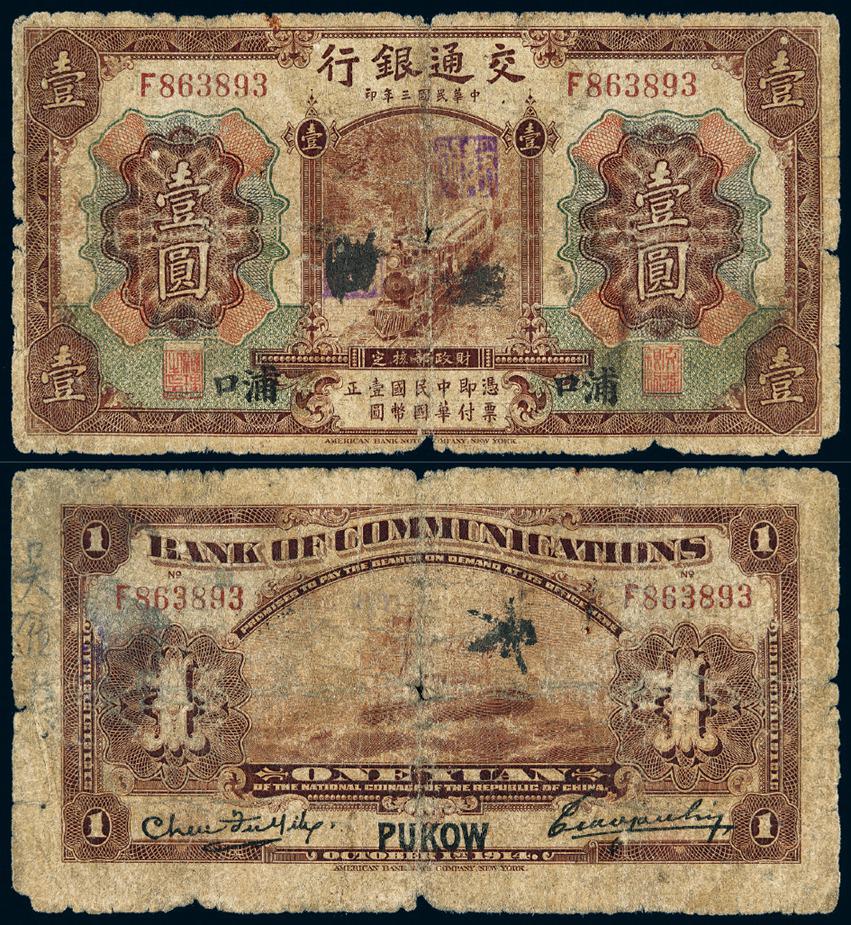 行銀通交
印年三國民華中
F863893 F863893
壹 壹
壹 壹
壹圓 壹圓
定核部政財
口浦 口浦
正壹國民中即憑
圓幣國華付票
壹 壹
AMERICAN BANK NOTE COMPANY, NEW YORK.
1 1
BANK OF COMMUNICATIONS
PROMISES TO PAY THE BEARER ON DEMAND AT ITS OFFICE HERE
No No
F863893 F863893
1 1
ONE YUAN
OF THE NATIONAL COINAGE OF THE REPUBLIC OF CHINA.
1 PUKOW 1
OCTOBER 1st 1914.
AMERICAN BANK NOTE COMPANY, NEW YORK.